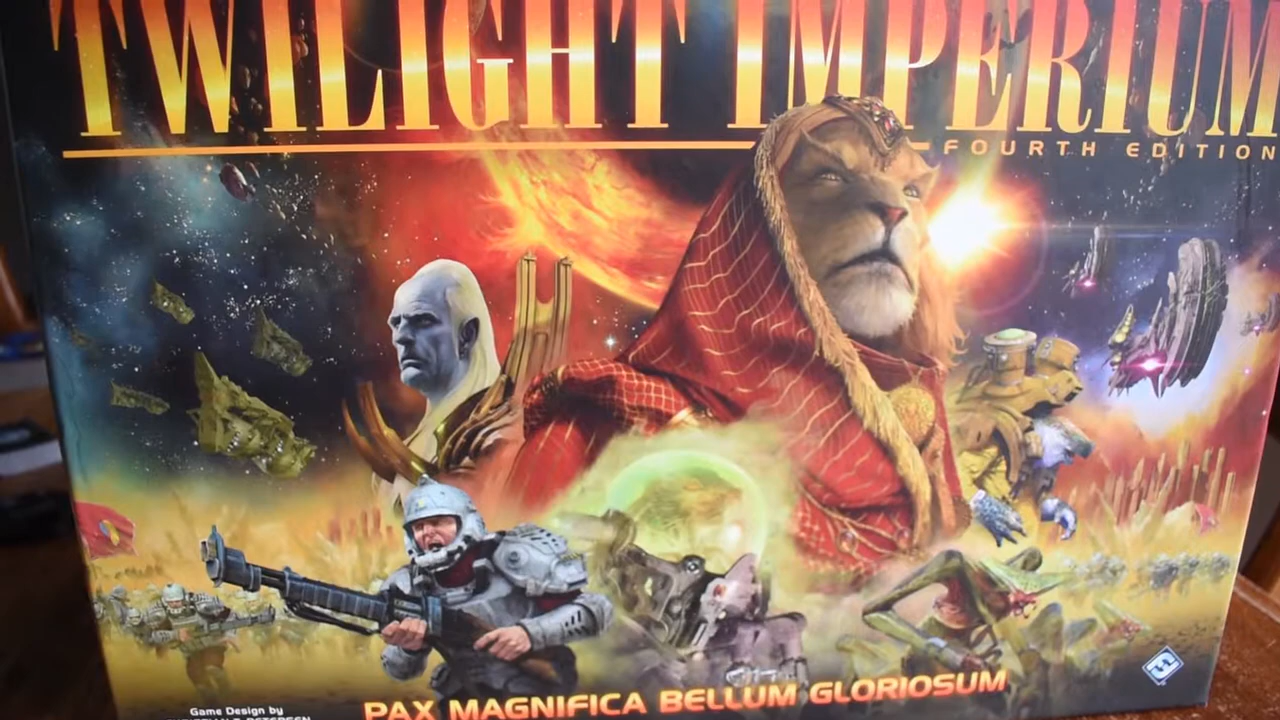 TWILIGHT IMPERIUM
FOURTH EDITION
Game Design by
PAX MAGNIFICA BELLUM GLORIOSUM